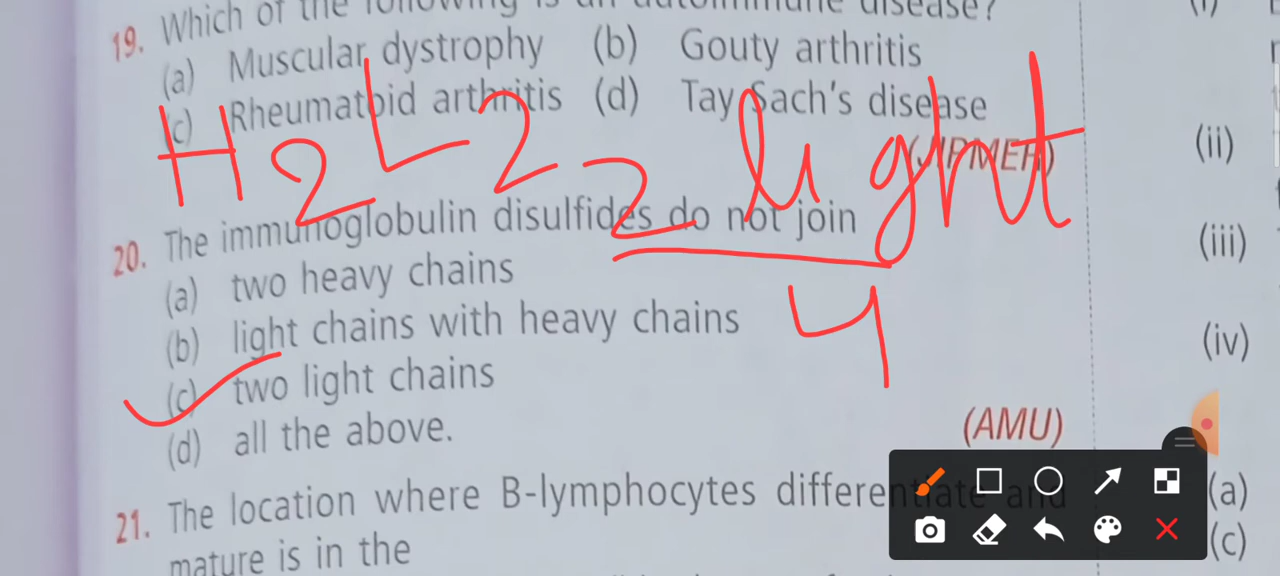 19. Which of the following is an autoimmune disease?
(a) Muscular dystrophy (b) Gouty arthritis
(c) Rheumatoid arthritis (d) Tay Sach's disease
(JIPMER)
H2L2 2 light
4
20. The immunoglobulin disulfides do not join
(a) two heavy chains
(b) light chains with heavy chains
(c) two light chains
(d) all the above.
(AMU)
21. The location where B-lymphocytes differentiate and
mature is in the
(ii)
(iii)
(iv)
(a)
(c)